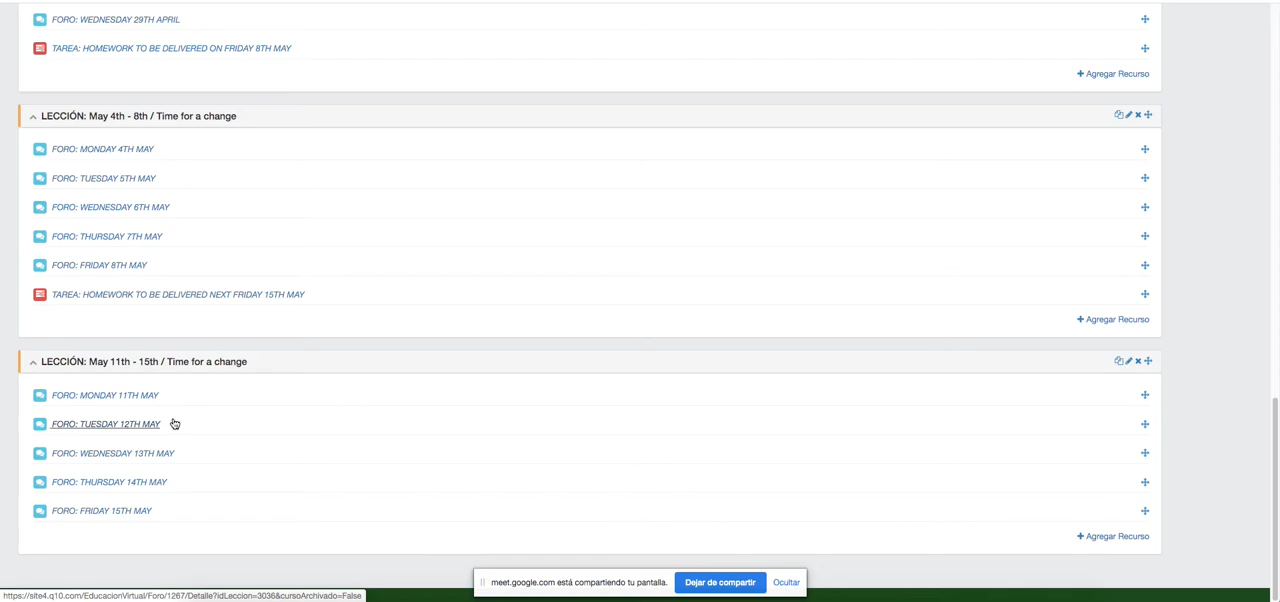 FORO: WEDNESDAY 29TH APRIL
TAREA: HOMEWORK TO BE DELIVERED ON FRIDAY 8TH MAY
Agregar Recurso
LECCIÓN: May 4th - 8th / Time for a change
FORO: MONDAY 4TH MAY
FORO: TUESDAY 5TH MAY
FORO: WEDNESDAY 6TH MAY
FORO: THURSDAY 7TH MAY
FORO: FRIDAY 8TH MAY
TAREA: HOMEWORK TO BE DELIVERED NEXT FRIDAY 15TH MAY
Agregar Recurso
LECCIÓN: May 11th - 15th / Time for a change
FORO: MONDAY 11TH MAY
FORO: TUESDAY 12TH MAY
FORO: WEDNESDAY 13TH MAY
FORO: THURSDAY 14TH MAY
FORO: FRIDAY 15TH MAY
Agregar Recurso
meet.google.com está compartiendo tu pantalla. Dejar de compartir Ocultar
https://site4.q10.com/EducacionVirtual/Foro/1267/Detalle?idLeccion=3036&cursoArchivado=False